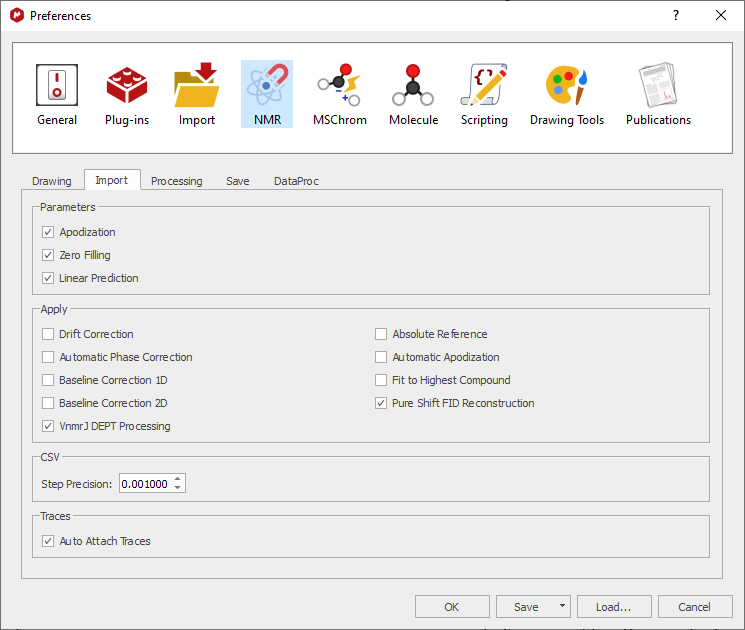 Preferences
?
General Plug-ins Import NMR MSChrom Molecule Scripting Drawing Tools Publications
Drawing Import Processing Save DataProc
Parameters
Apodization
Zero Filling
Linear Prediction
Apply
Drift Correction Absolute Reference
Automatic Phase Correction Automatic Apodization
Baseline Correction 1D Fit to Highest Compound
Baseline Correction 2D Pure Shift FID Reconstruction
VnmrJ DEPT Processing
CSV
Step Precision: 0.001000
Traces
Auto Attach Traces
OK Save Load... Cancel